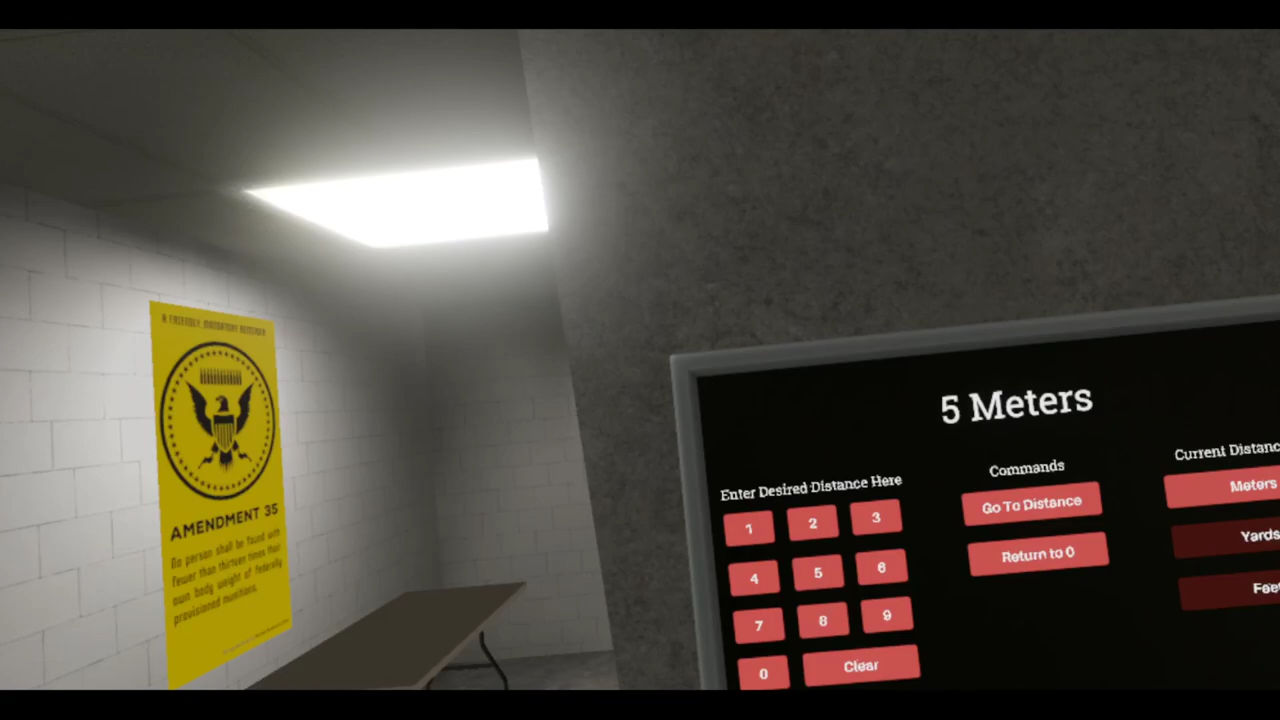 A FRIENDLY, MANDATORY REMINDER
AMENDMENT 35
No person shall be found with
fewer than thirteen times their
own body weight of federally
provisioned munitions.
5 Meters
Enter Desired Distance Here
1 2 3
4 5 6
7 8 9
0 Clear
Commands
Go To Distance
Return to 0
Current Distanc
Meters
Yards
Feet